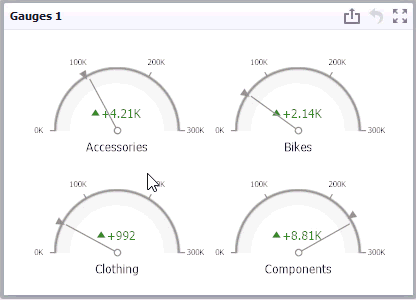 Gauges 1
100K 200K
0K +4.21K 300K
Accessories
100K 200K
0K +2.14K 300K
Bikes
100K 200K
0K +992 300K
Clothing
100K 200K
0K +8.81K 300K
Components